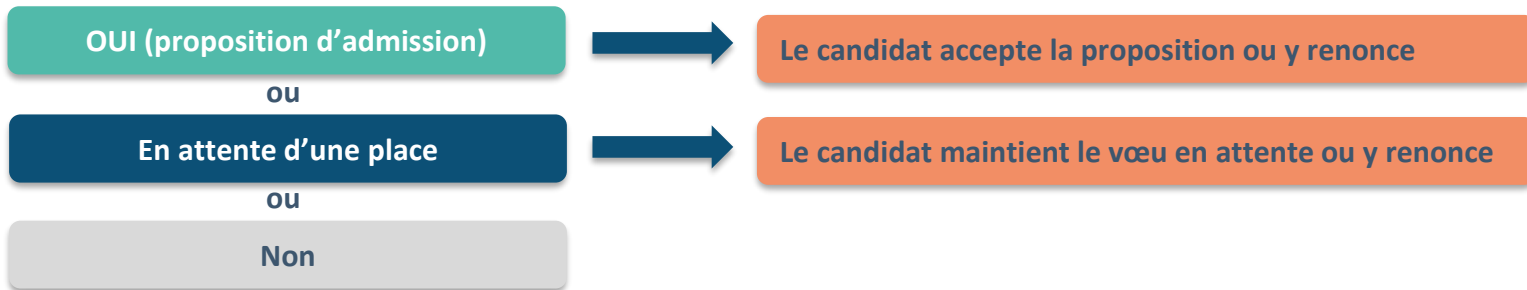 OUI (proposition d’admission)
Le candidat accepte la proposition ou y renonce
ou
En attente d’une place
Le candidat maintient le vœu en attente ou y renonce
ou
Non